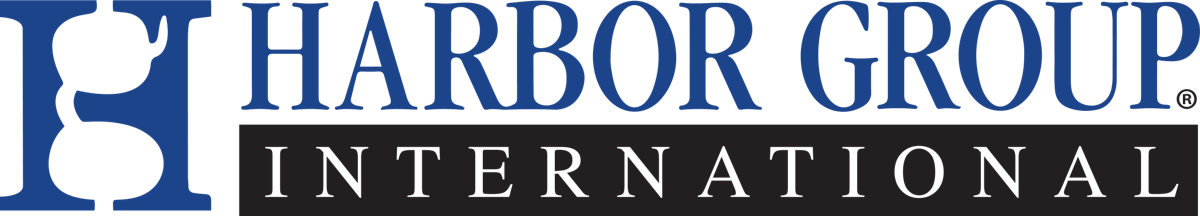 HARBOR GROUP®
INTERNATIONAL